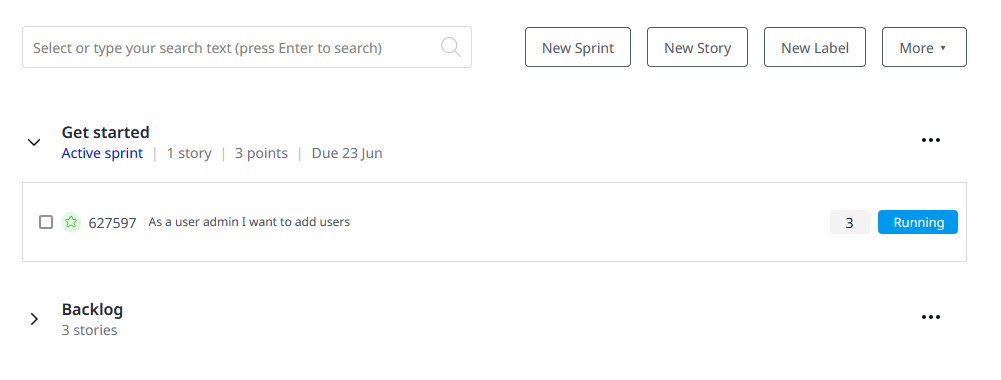 Select or type your search text (press Enter to search) New Sprint New Story New Label More
Get started
Active sprint | 1 story | 3 points | Due 23 Jun
627597 As a user admin I want to add users 3 Running
Backlog
3 stories